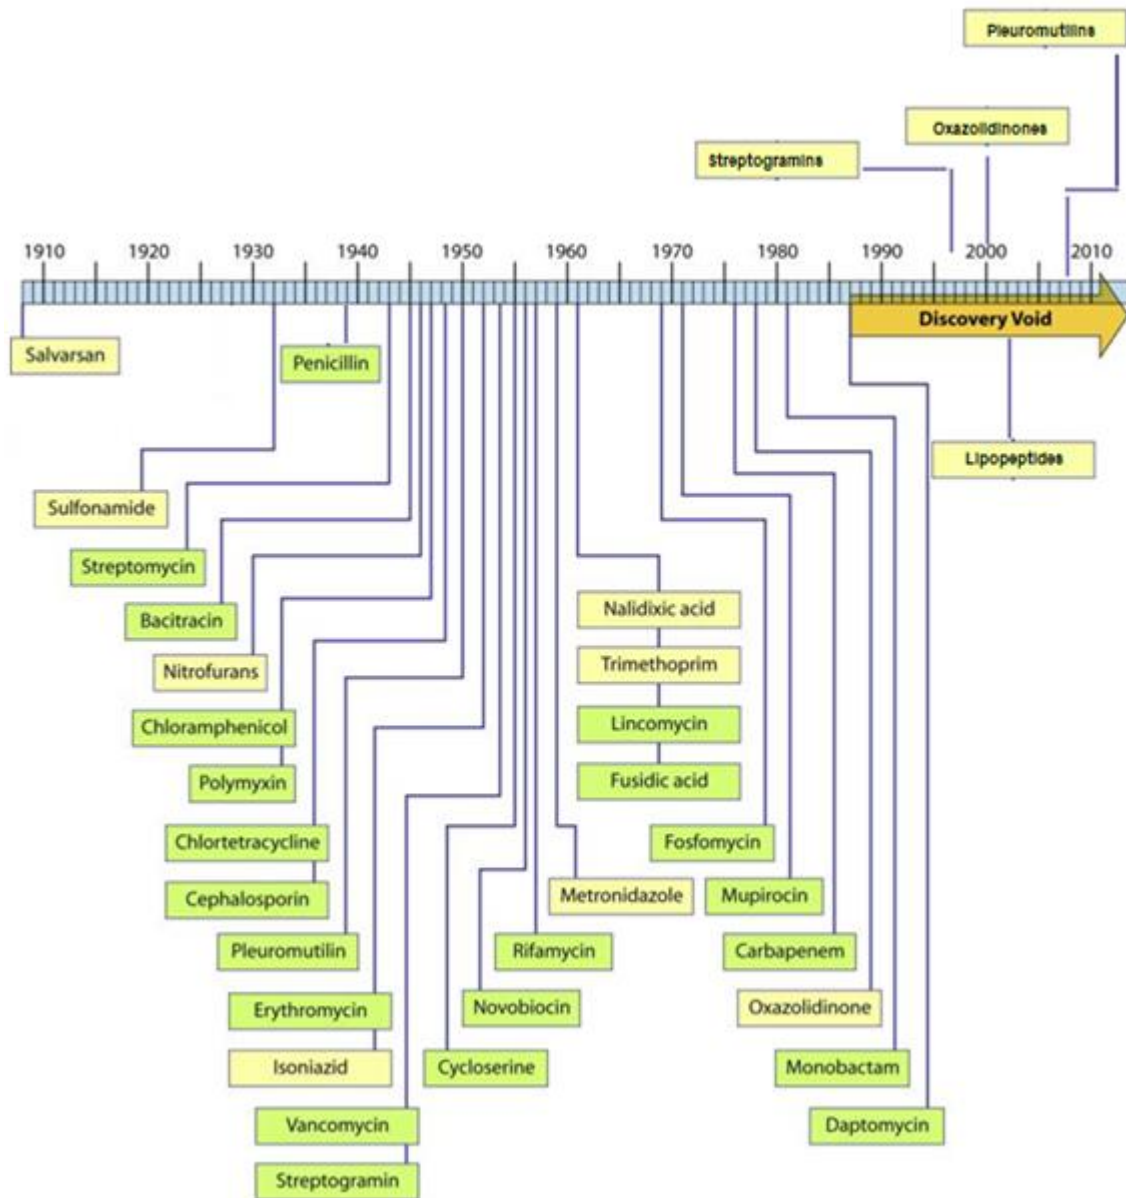 Pleuromutilins
Oxazolidinones
Streptogramins
1910 1920 1930 1940 1950 1960 1970 1980 1990 2000 2010
Discovery Void
Salvarsan
Penicillin
Lipopeptides
Sulfonamide
Streptomycin
Bacitracin
Nitrofurans
Chloramphenicol
Polymyxin
Chlortetracycline
Cephalosporin
Pleuromutilin
Erythromycin
Isoniazid
Vancomycin
Streptogramin
Cycloserine
Novobiocin
Rifamycin
Metronidazole
Nalidixic acid
Trimethoprim
Lincomycin
Fusidic acid
Fosfomycin
Mupirocin
Carbapenem
Oxazolidinone
Monobactam
Daptomycin